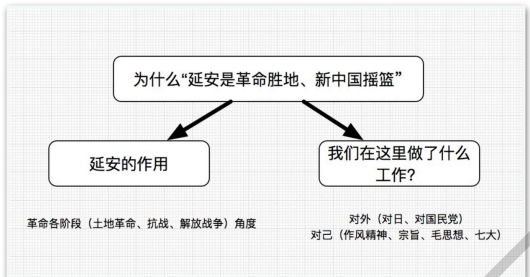 为什么“延安是革命胜地、新中国摇篮”
延安的作用
我们在这里做了什么
工作？
革命各阶段（土地革命、抗战、解放战争）角度
对外（对日、对国民党）
对己（作风精神、宗旨、毛思想、七大）